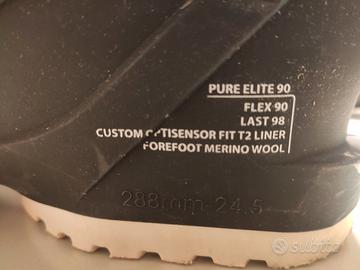 PURE ELITE 90
FLEX 90
LAST 98
CUSTOM OPTISENSOR FIT T2 LINER
FOREFOOT MERINO WOOL
288mm-24.5
subito